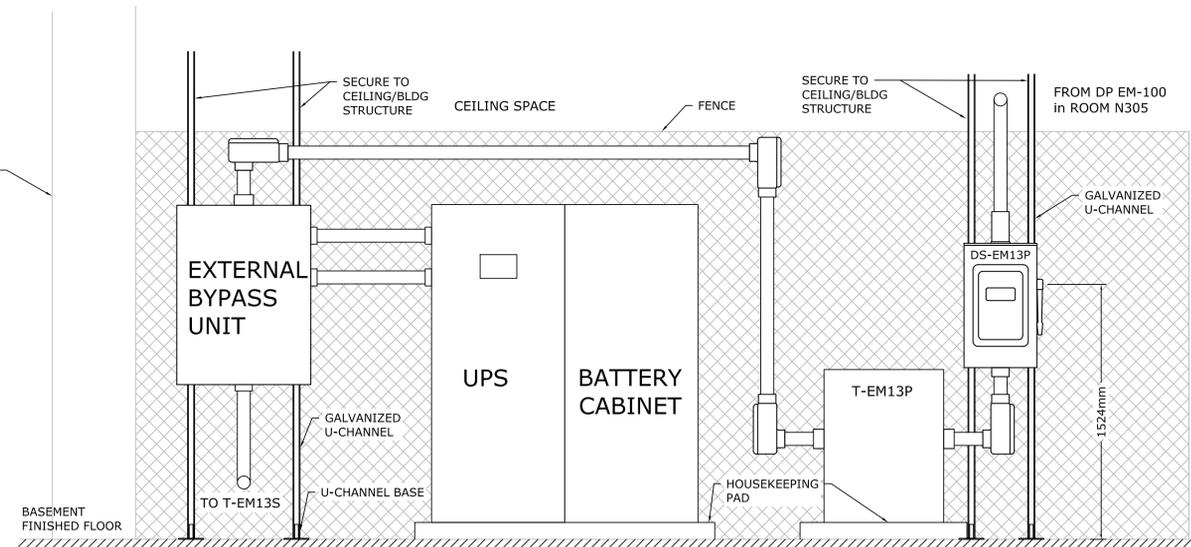 SECURE TO
CEILING/BLDG
STRUCTURE
CEILING SPACE
FENCE
SECURE TO
CEILING/BLDG
STRUCTURE
FROM DP EM-100
in ROOM N305
GALVANIZED
U-CHANNEL
DS-EM13P
EXTERNAL
BYPASS
UNIT
UPS
BATTERY
CABINET
T-EM13P
1524mm
GALVANIZED
U-CHANNEL
HOUSEKEEPING
PAD
U-CHANNEL BASE
TO T-EM13S
BASEMENT
FINISHED FLOOR